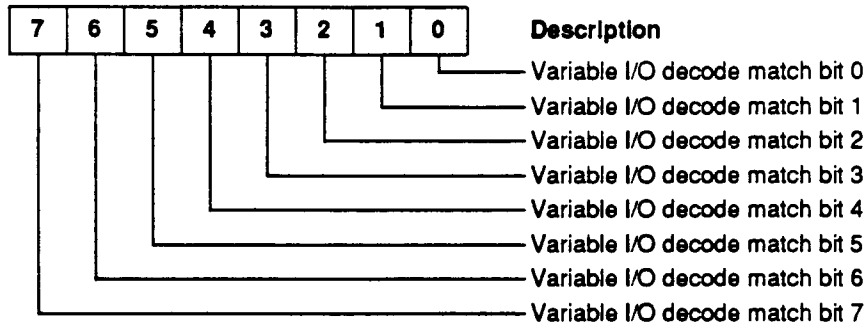 7 6 5 4 3 2 1 0 Description
Variable I/O decode match bit 0
Variable I/O decode match bit 1
Variable I/O decode match bit 2
Variable I/O decode match bit 3
Variable I/O decode match bit 4
Variable I/O decode match bit 5
Variable I/O decode match bit 6
Variable I/O decode match bit 7